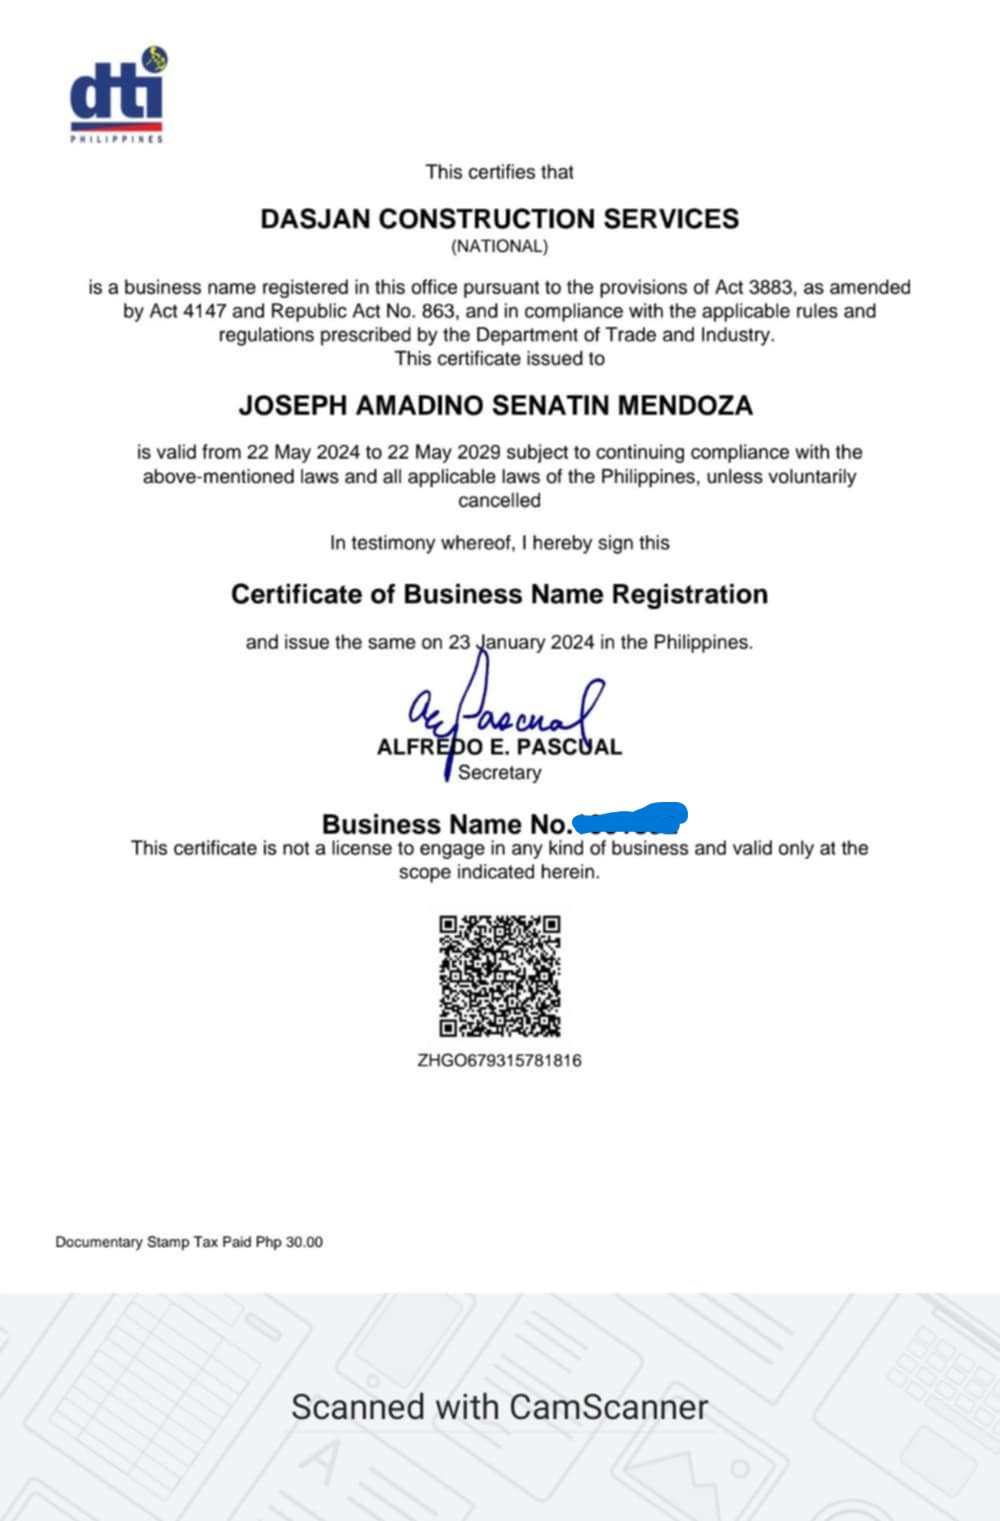 dti
PHILIPPINES
This certifies that
DASJAN CONSTRUCTION SERVICES
(NATIONAL)
is a business name registered in this office pursuant to the provisions of Act 3883, as amended
by Act 4147 and Republic Act No. 863, and in compliance with the applicable rules and
regulations prescribed by the Department of Trade and Industry.
This certificate issued to
JOSEPH AMADINO SENATIN MENDOZA
is valid from 22 May 2024 to 22 May 2029 subject to continuing compliance with the
above-mentioned laws and all applicable laws of the Philippines, unless voluntarily
cancelled
In testimony whereof, I hereby sign this
Certificate of Business Name Registration
and issue the same on 23 January 2024 in the Philippines.
ALFREDO E. PASCUAL
Secretary
Business Name No.
This certificate is not a license to engage in any kind of business and valid only at the
scope indicated herein.
ZHGO679315781816
Documentary Stamp Tax Paid Php 30.00
Scanned with CamScanner